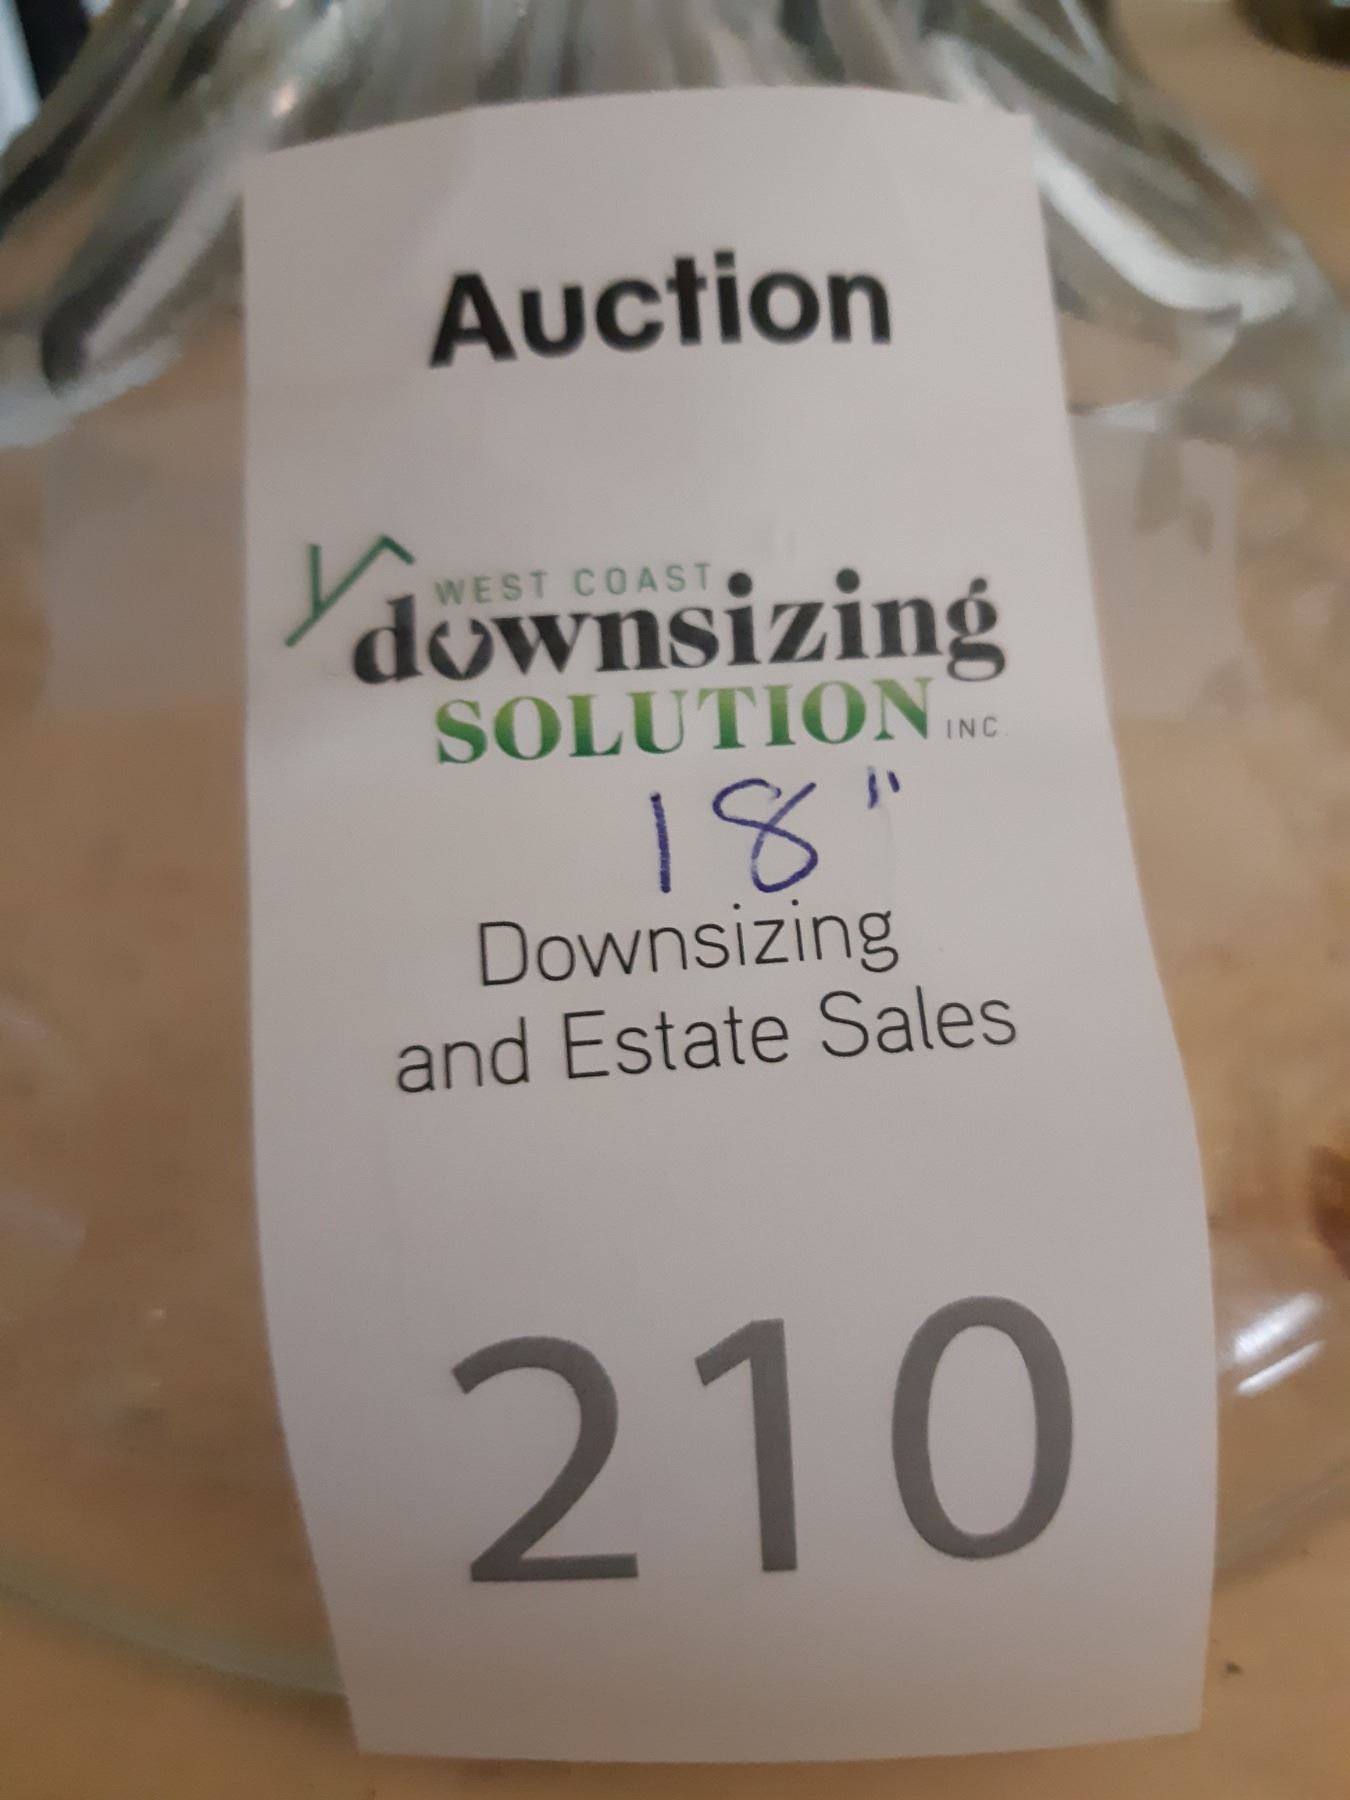 Auction
WEST COAST
downsizing
SOLUTION INC.
18"
Downsizing
and Estate Sales
210